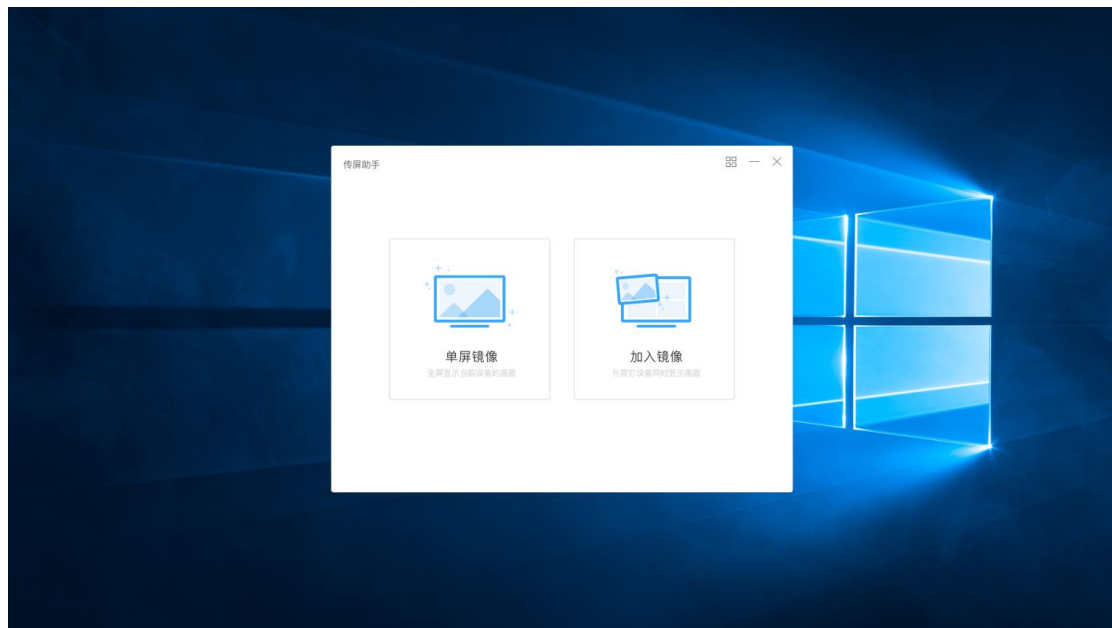 传屏助手
单屏镜像
全屏显示当前设备的画面
加入镜像
与其它设备同时显示画面